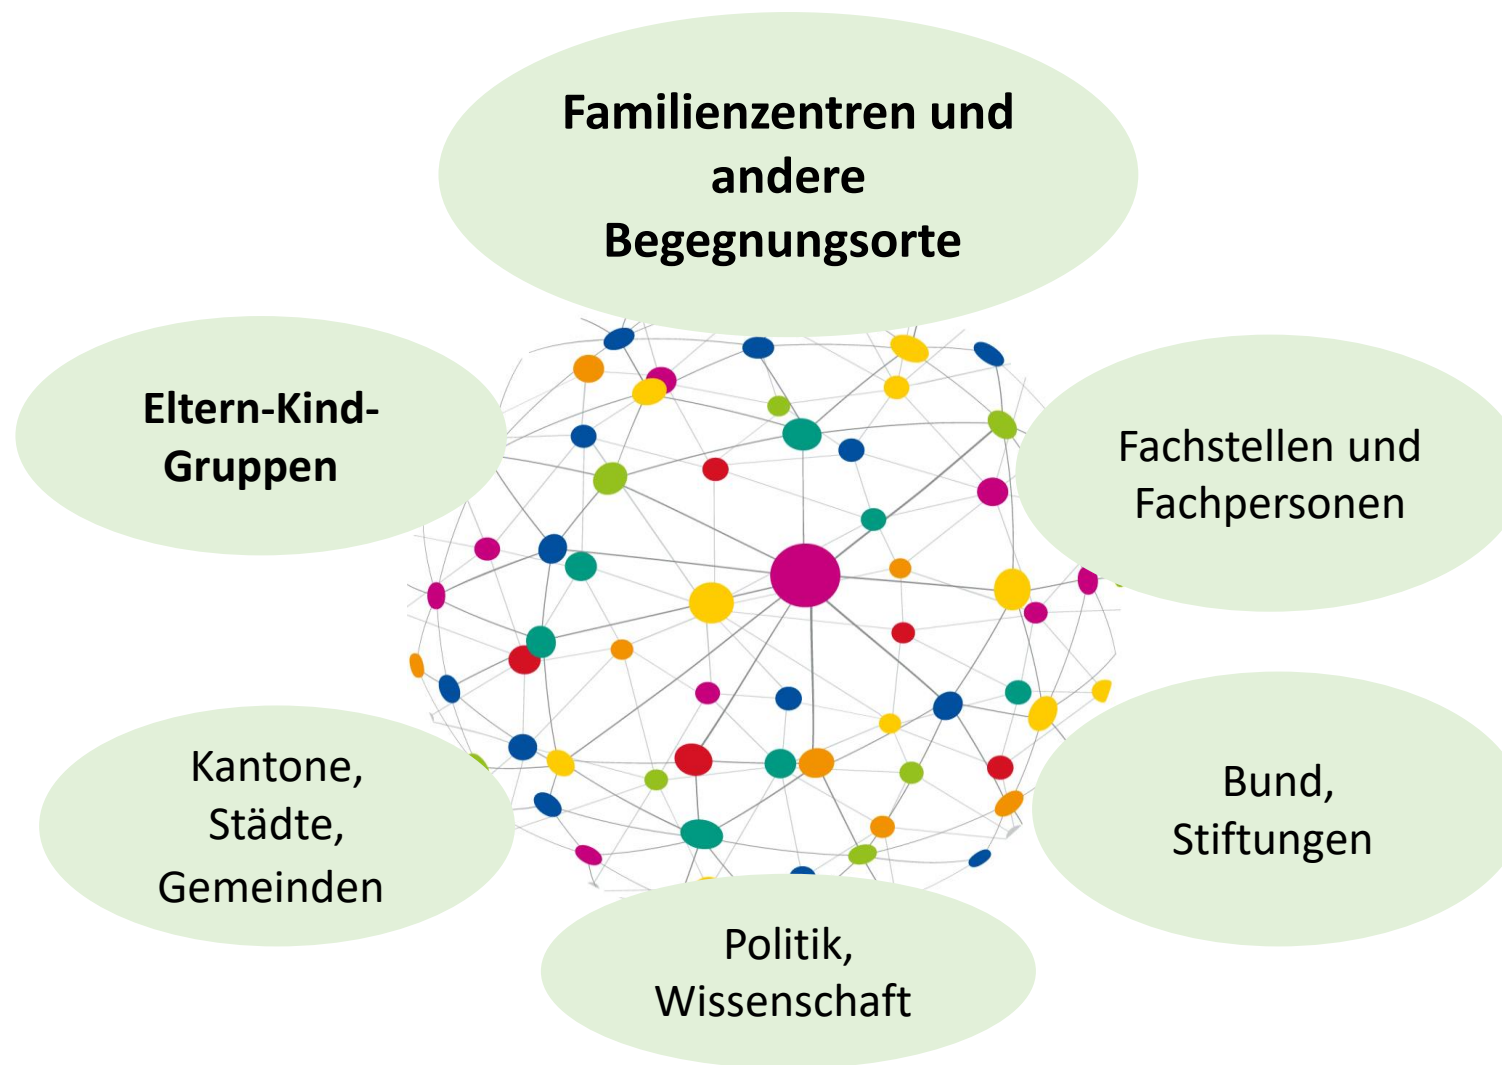 Familienzentren und
andere
Begegnungsorte
Eltern-Kind-
Gruppen
Fachstellen und
Fachpersonen
Kantone,
Städte,
Gemeinden
Bund,
Stiftungen
Politik,
Wissenschaft